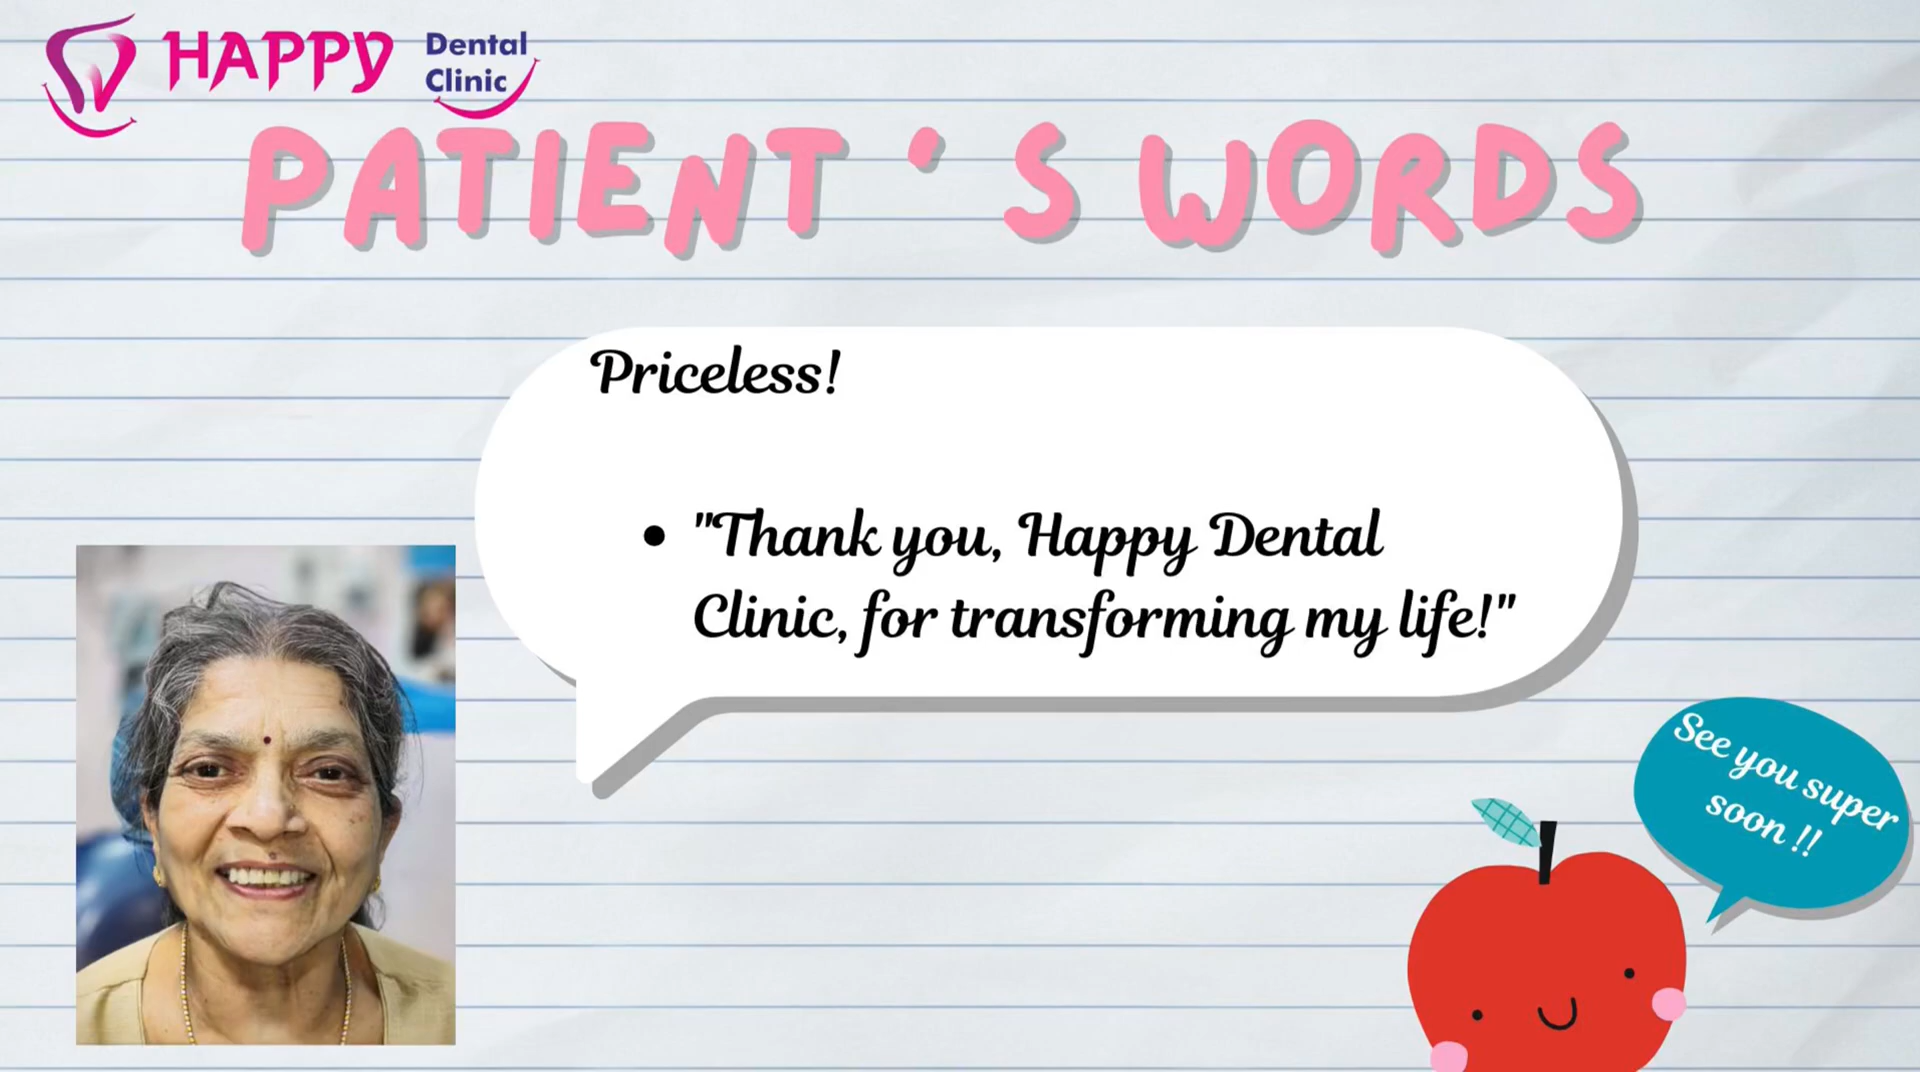 HAPPY
Dental
Clinic
PATIENT'S WORDS
Priceless!
• "Thank you, Happy Dental
Clinic, for transforming my life!"
See you super
soon !!